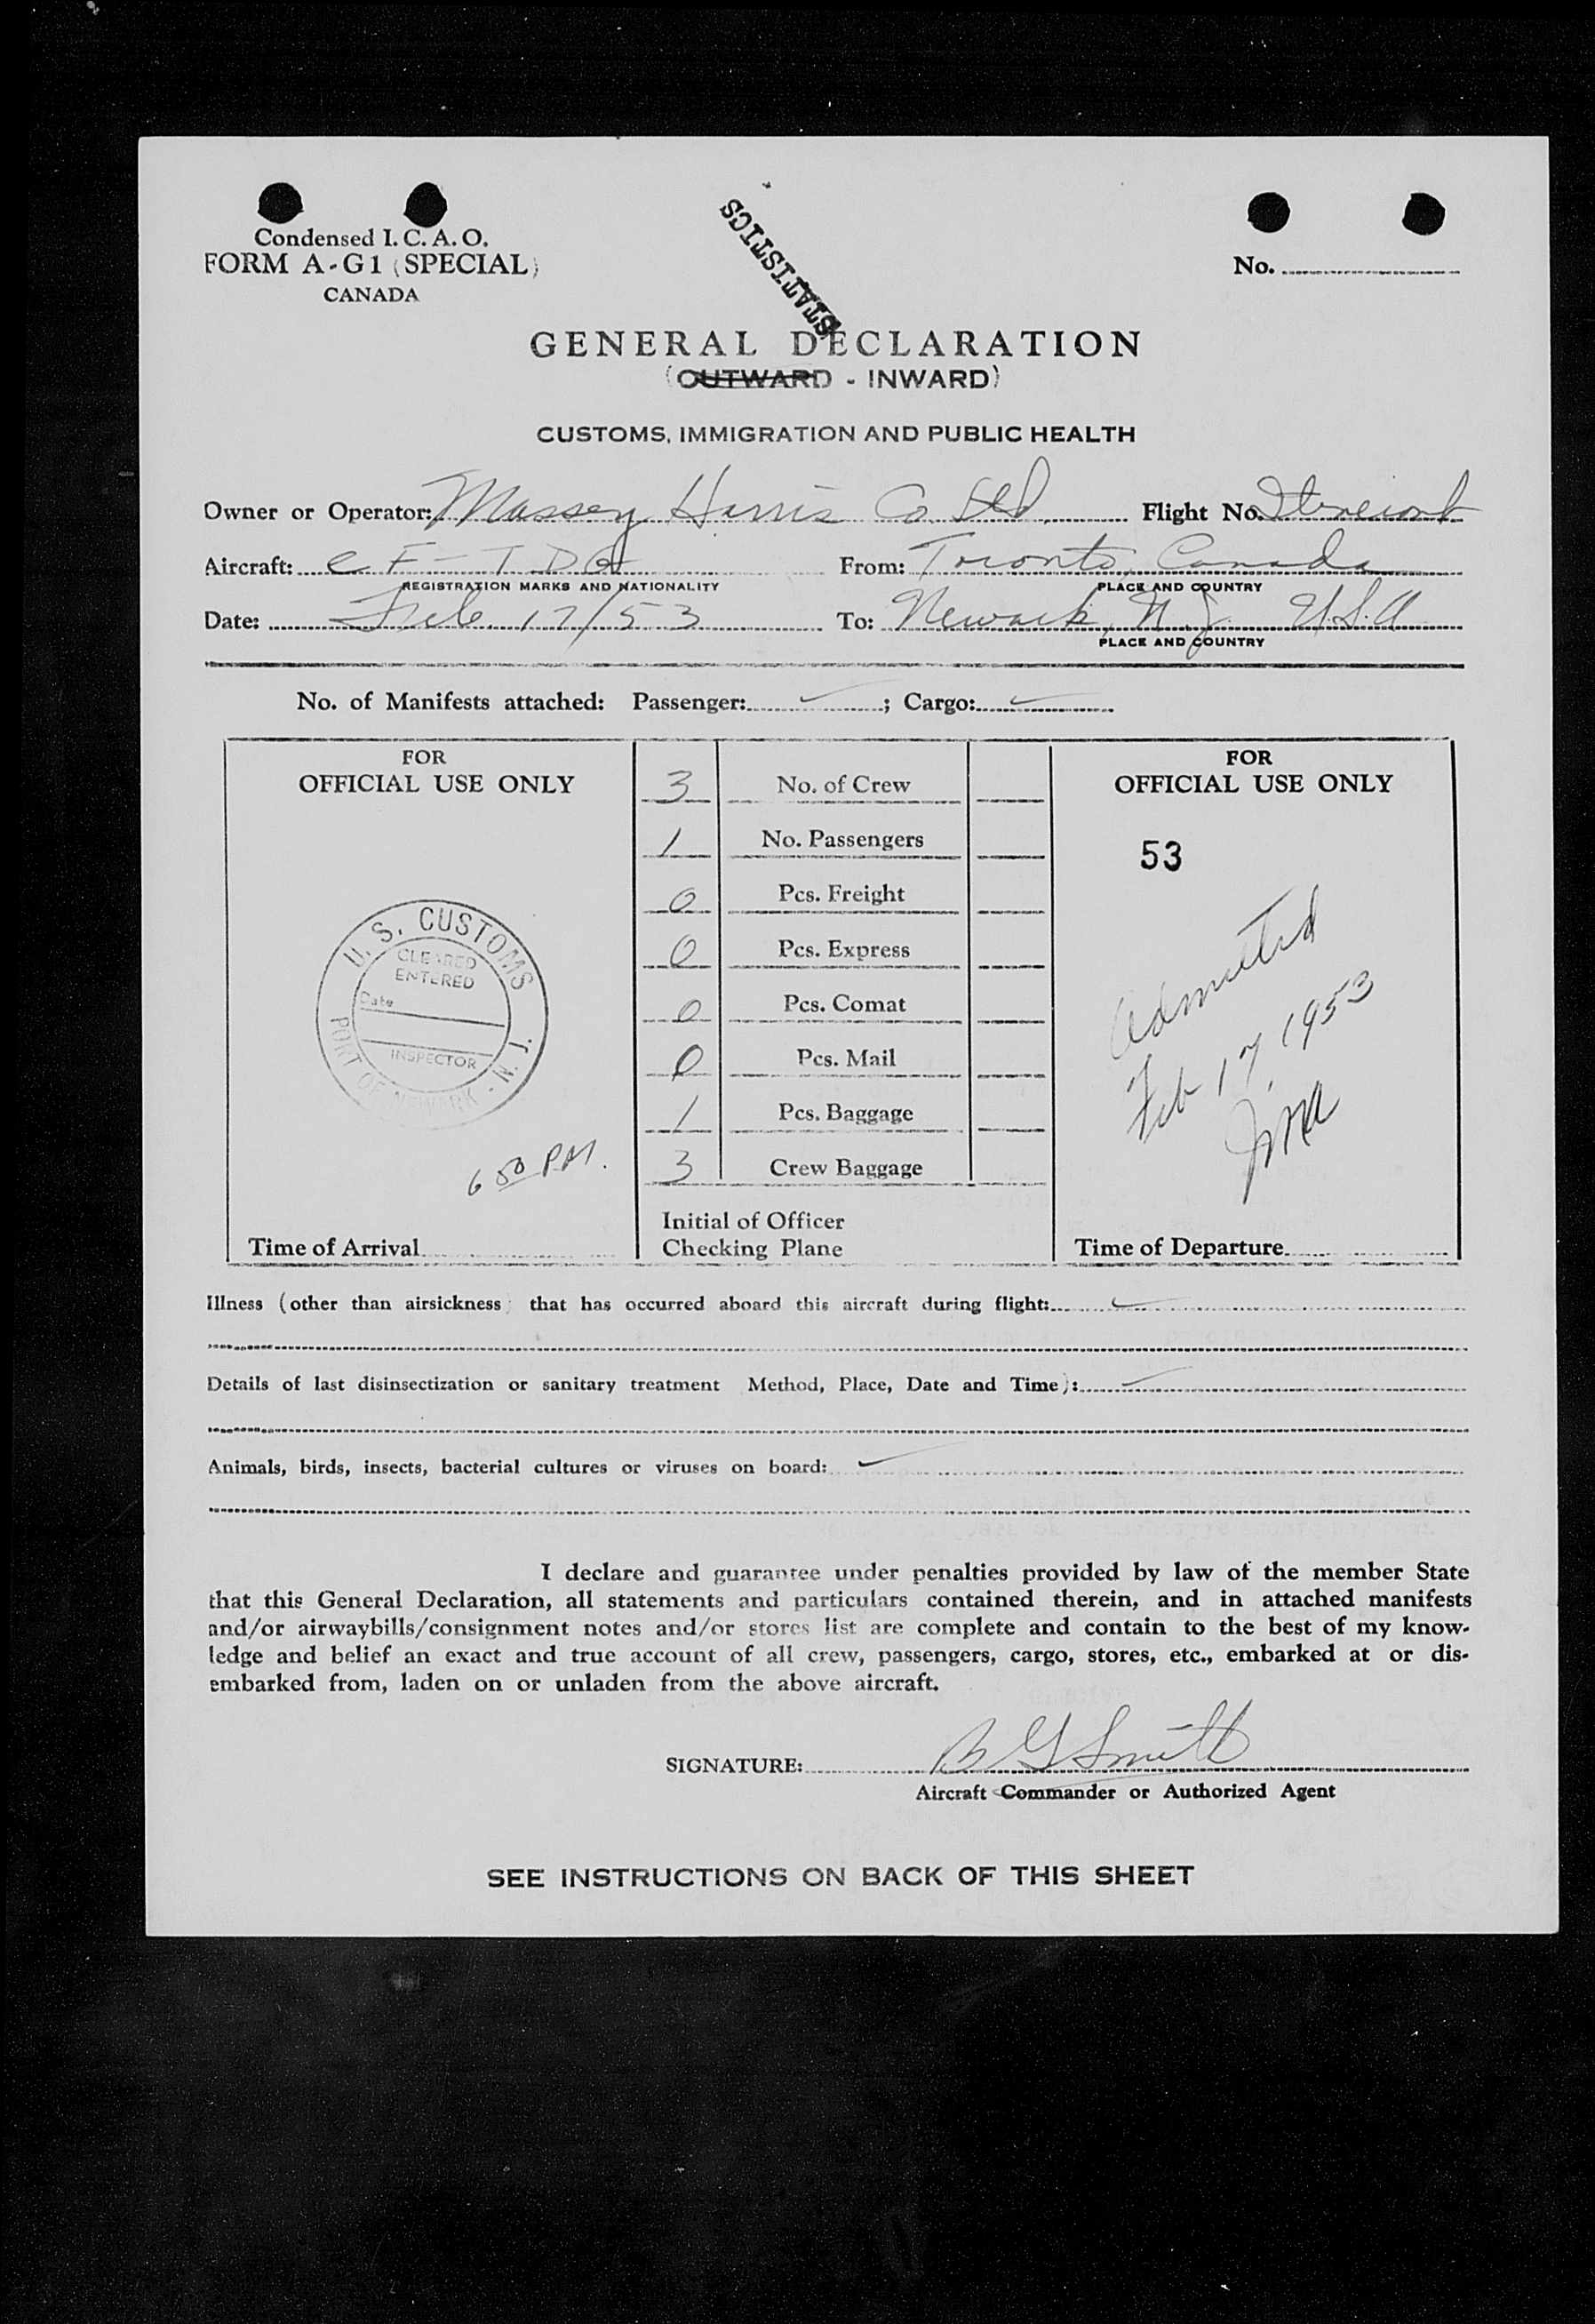 Condensed I. C. A. O.
FORM A-G1 (SPECIAL)
CANADA
STATISTICS
No.
GENERAL DECLARATION
(OUTWARD - INWARD)
CUSTOMS, IMMIGRATION AND PUBLIC HEALTH
Owner or Operator: Massey Harris Co. Ltd. Flight No. Itinerant
Aircraft: CF-TDG From: Toronto, Canada
REGISTRATION MARKS AND NATIONALITY PLACE AND COUNTRY
Date: Feb. 17/53 To: Newark, N.J. U.S.A
PLACE AND COUNTRY
No. of Manifests attached: Passenger: ; Cargo:
FOR
OFFICIAL USE ONLY
U. S. CUSTOMS
CLEARED
ENTERED
Date
INSPECTOR
PORT OF NEWARK - N. J.
6 50 PM.
Time of Arrival
3 No. of Crew
1 No. Passengers
0 Pcs. Freight
0 Pcs. Express
0 Pcs. Comat
0 Pcs. Mail
1 Pcs. Baggage
3 Crew Baggage
Initial of Officer
Checking Plane
FOR
OFFICIAL USE ONLY
53
Admitted
Feb 17, 1953
Time of Departure
Illness (other than airsickness) that has occurred aboard this aircraft during flight:
Details of last disinsectization or sanitary treatment Method, Place, Date and Time):
Animals, birds, insects, bacterial cultures or viruses on board:
I declare and guarantee under penalties provided by law of the member State
that this General Declaration, all statements and particulars contained therein, and in attached manifests
and/or airwaybills/consignment notes and/or stores list are complete and contain to the best of my know-
ledge and belief an exact and true account of all crew, passengers, cargo, stores, etc., embarked at or dis-
embarked from, laden on or unladen from the above aircraft.
SIGNATURE: B G Smith
Aircraft Commander or Authorized Agent
SEE INSTRUCTIONS ON BACK OF THIS SHEET